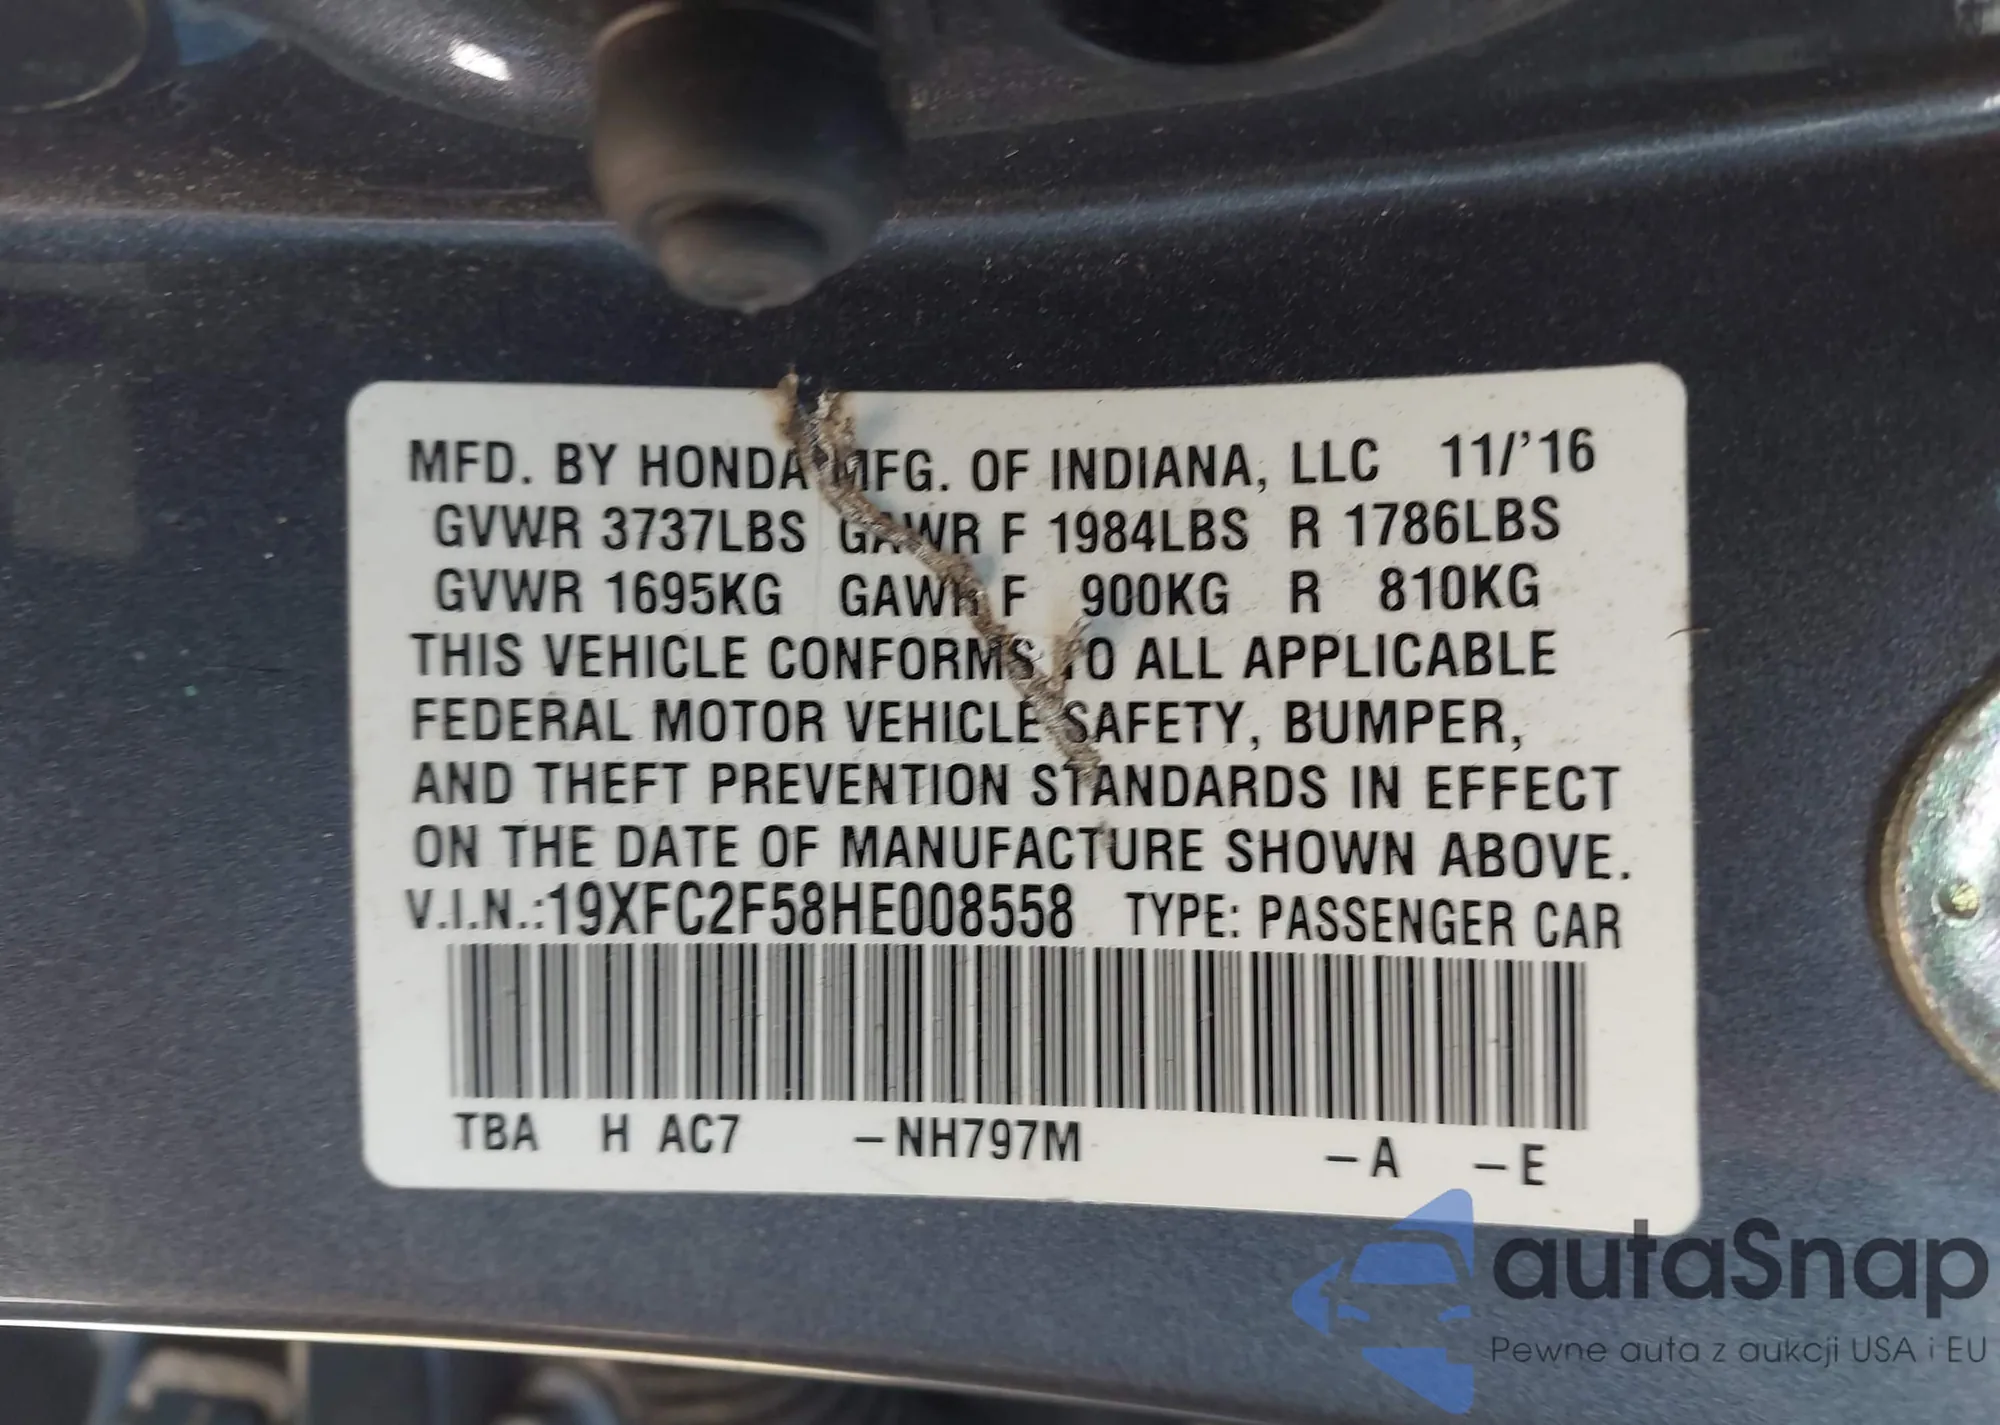 MFD. BY HONDA MFG. OF INDIANA, LLC 11/'16
GVWR 3737LBS GAWR F 1984LBS R 1786LBS
GVWR 1695KG GAWR F 900KG R 810KG
THIS VEHICLE CONFORMS TO ALL APPLICABLE
FEDERAL MOTOR VEHICLE SAFETY, BUMPER,
AND THEFT PREVENTION STANDARDS IN EFFECT
ON THE DATE OF MANUFACTURE SHOWN ABOVE.
V.I.N.:19XFC2F58HE008558 TYPE: PASSENGER CAR
TBA H AC7 –NH797M –A –E
autaSnap
Pewne auta z aukcji USA i EU